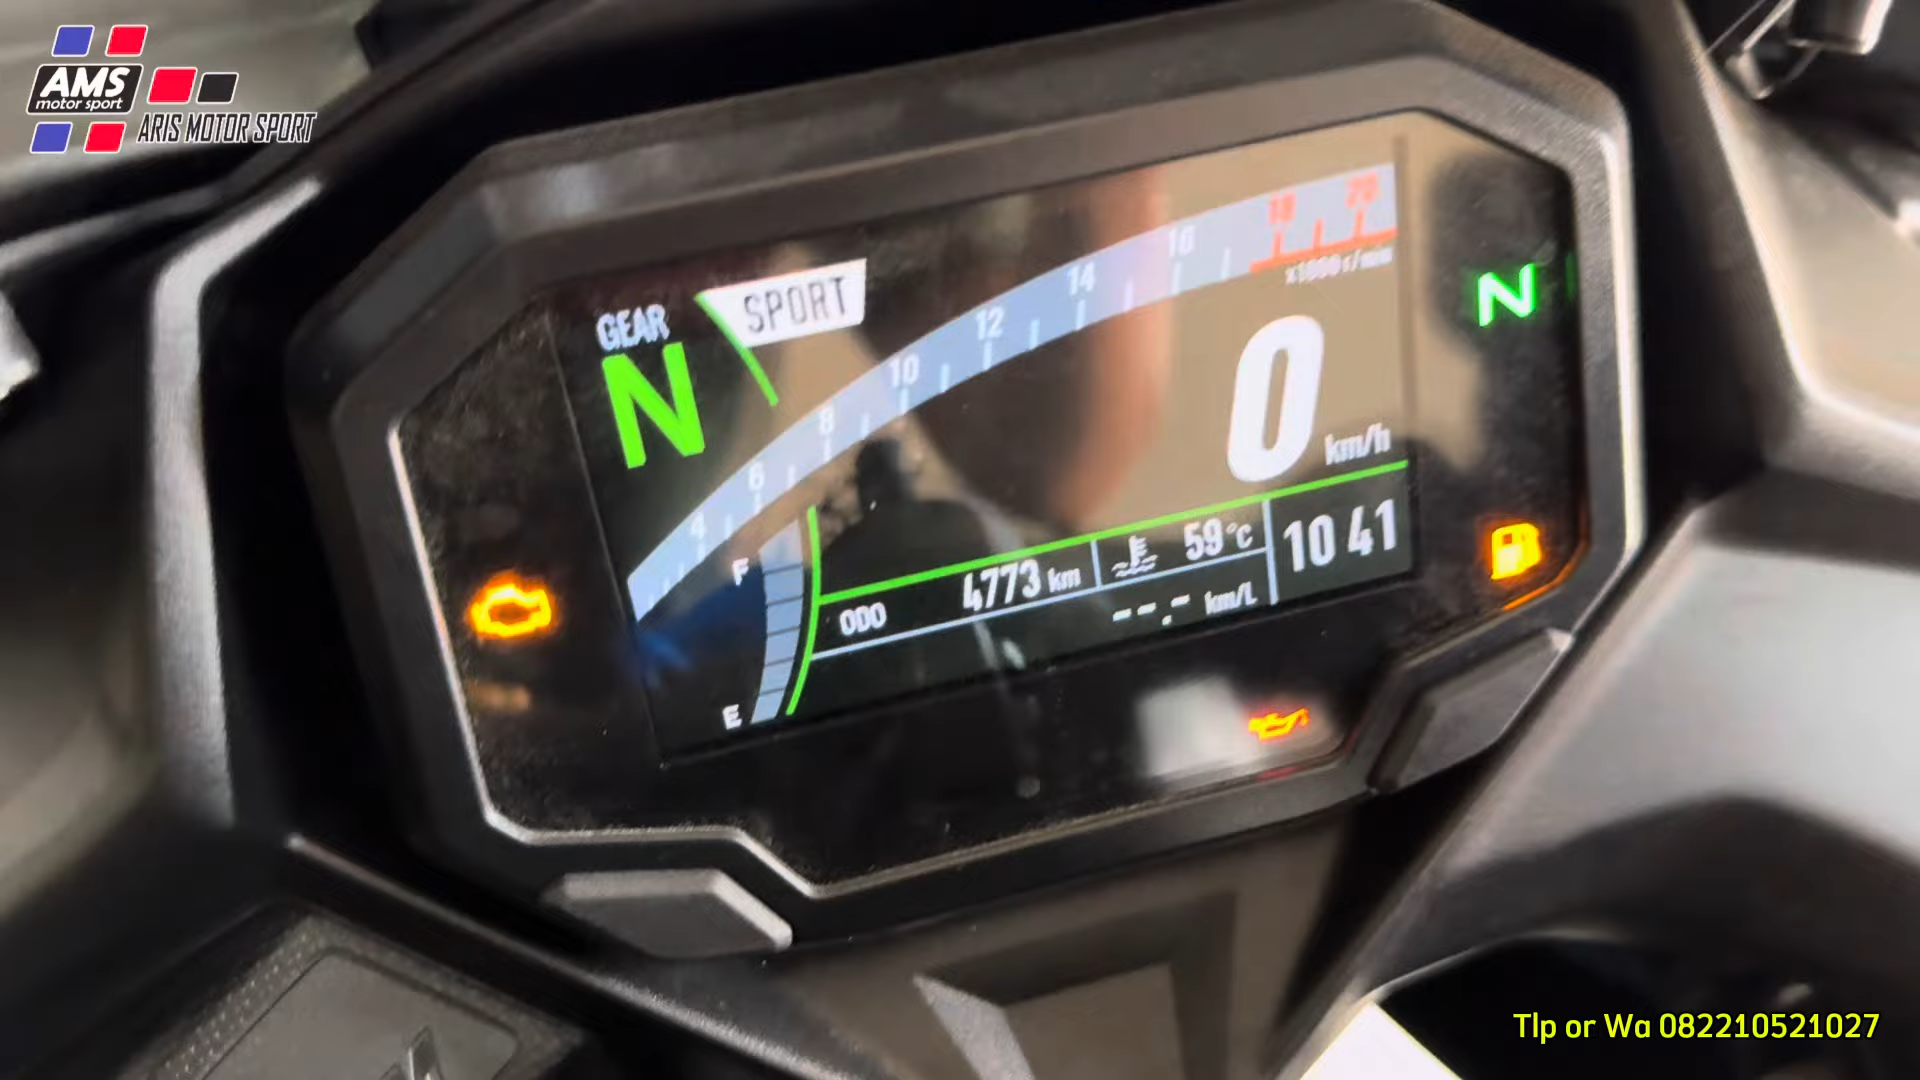 AMS
motor sport
ARIS MOTOR SPORT
GEAR
SPORT
N
N
4
6
8
10
12
14
16
18
20
x1000 r/min
0
km/h
F
E
ODO
4773 km
59°C
--.- km/L
10 41
Tlp or Wa 082210521027